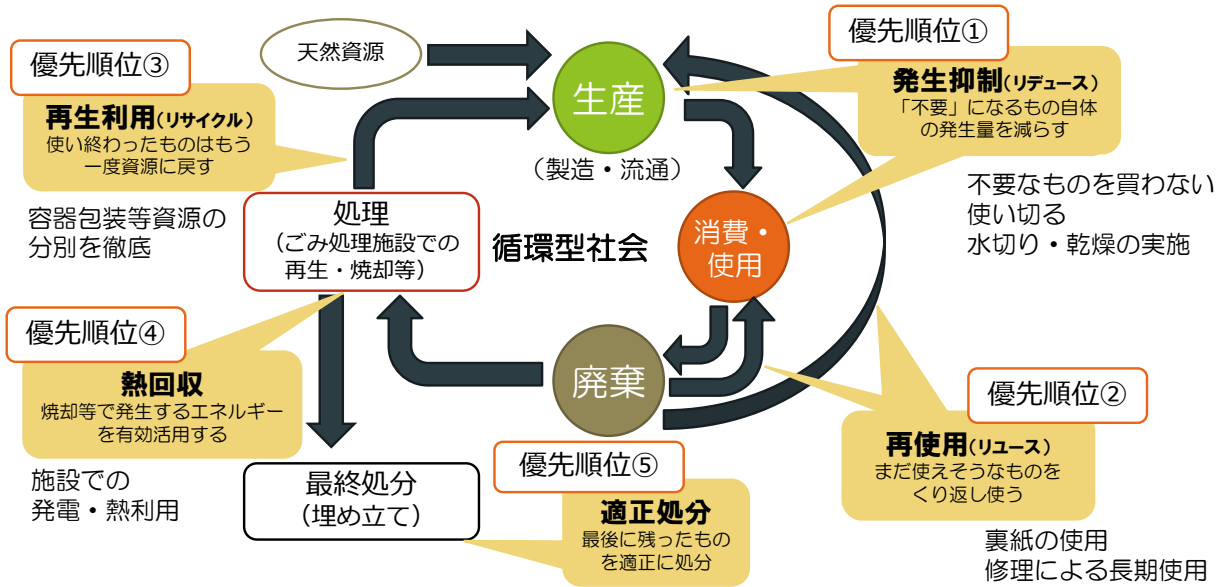 天然資源
優先順位①
発生抑制(リデュース)
「不要」になるもの自体
の発生量を減らす
不要なものを買わない
使い切る
水切り・乾燥の実施
優先順位③
再生利用(リサイクル)
使い終わったものはもう
一度資源に戻す
容器包装等資源の
分別を徹底
生産
(製造・流通)
処理
(ごみ処理施設での
再生・焼却等)
循環型社会
消費・
使用
優先順位④
熱回収
焼却等で発生するエネルギー
を有効活用する
施設での
発電・熱利用
廃棄
優先順位②
再使用(リユース)
まだ使えそうなものを
くり返し使う
裏紙の使用
修理による長期使用
最終処分
(埋め立て)
優先順位⑤
適正処分
最後に残ったもの
を適正に処分